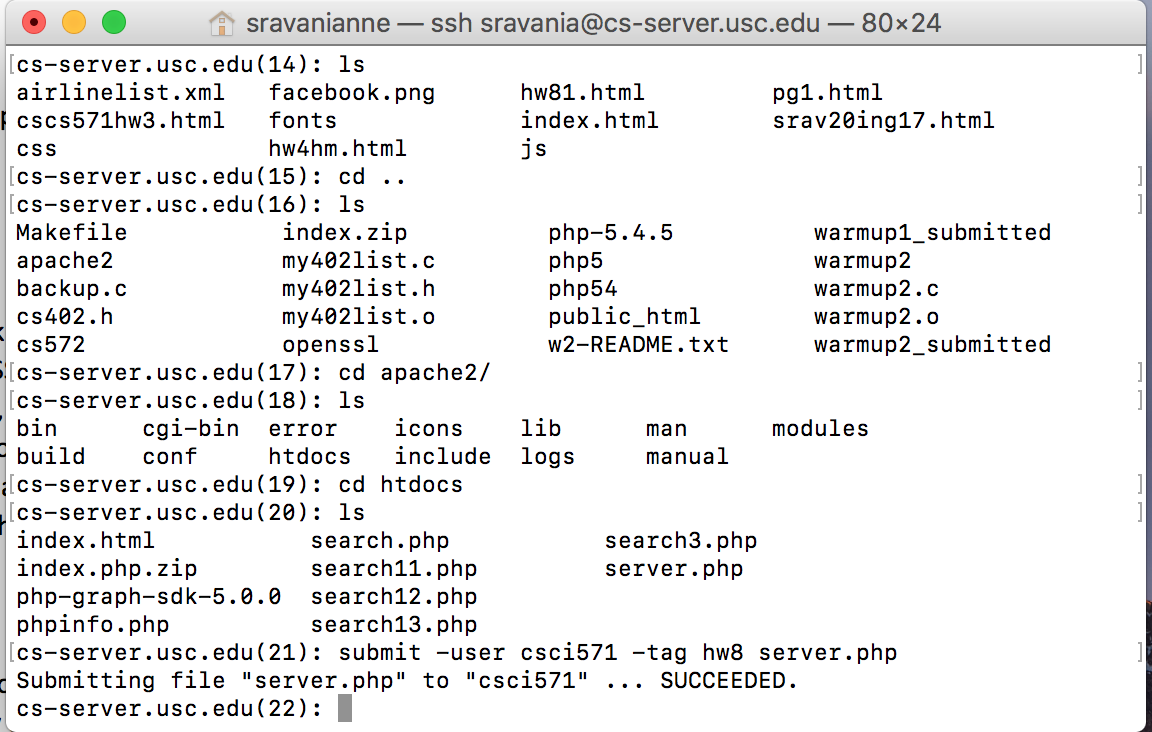 sravanianne — ssh sravania@cs-server.usc.edu — 80×24
[cs-server.usc.edu(14): ls ]
airlinelist.xml facebook.png hw81.html pg1.html
cscs571hw3.html fonts index.html srav20ing17.html
css hw4hm.html js
[cs-server.usc.edu(15): cd .. ]
[cs-server.usc.edu(16): ls ]
Makefile index.zip php-5.4.5 warmup1_submitted
apache2 my402list.c php5 warmup2
backup.c my402list.h php54 warmup2.c
cs402.h my402list.o public_html warmup2.o
cs572 openssl w2-README.txt warmup2_submitted
[cs-server.usc.edu(17): cd apache2/ ]
[cs-server.usc.edu(18): ls ]
bin cgi-bin error icons lib man modules
build conf htdocs include logs manual
[cs-server.usc.edu(19): cd htdocs ]
[cs-server.usc.edu(20): ls ]
index.html search.php search3.php
index.php.zip search11.php server.php
php-graph-sdk-5.0.0 search12.php
phpinfo.php search13.php
[cs-server.usc.edu(21): submit -user csci571 -tag hw8 server.php ]
Submitting file "server.php" to "csci571" ... SUCCEEDED.
cs-server.usc.edu(22):